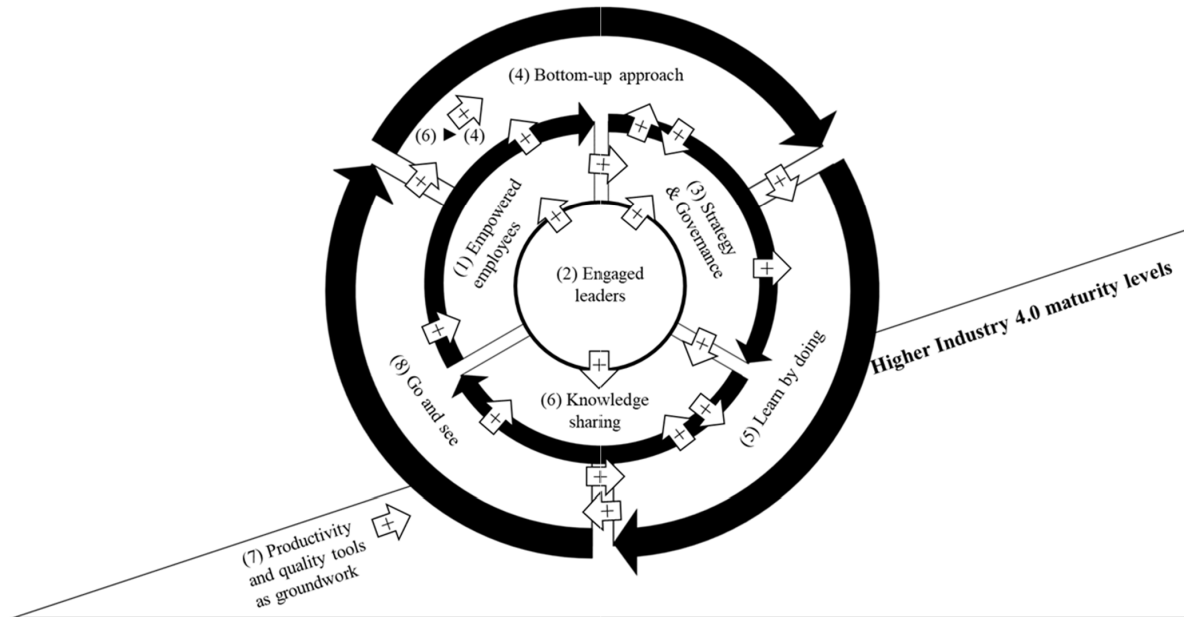 (4) Bottom-up approach
(6) ► (4)
(1) Empowered
employees
(3) Strategy
& Governance
(2) Engaged
leaders
(6) Knowledge
sharing
(8) Go and see
(5) Learn by doing
Higher Industry 4.0 maturity levels
(7) Productivity
and quality tools
as groundwork